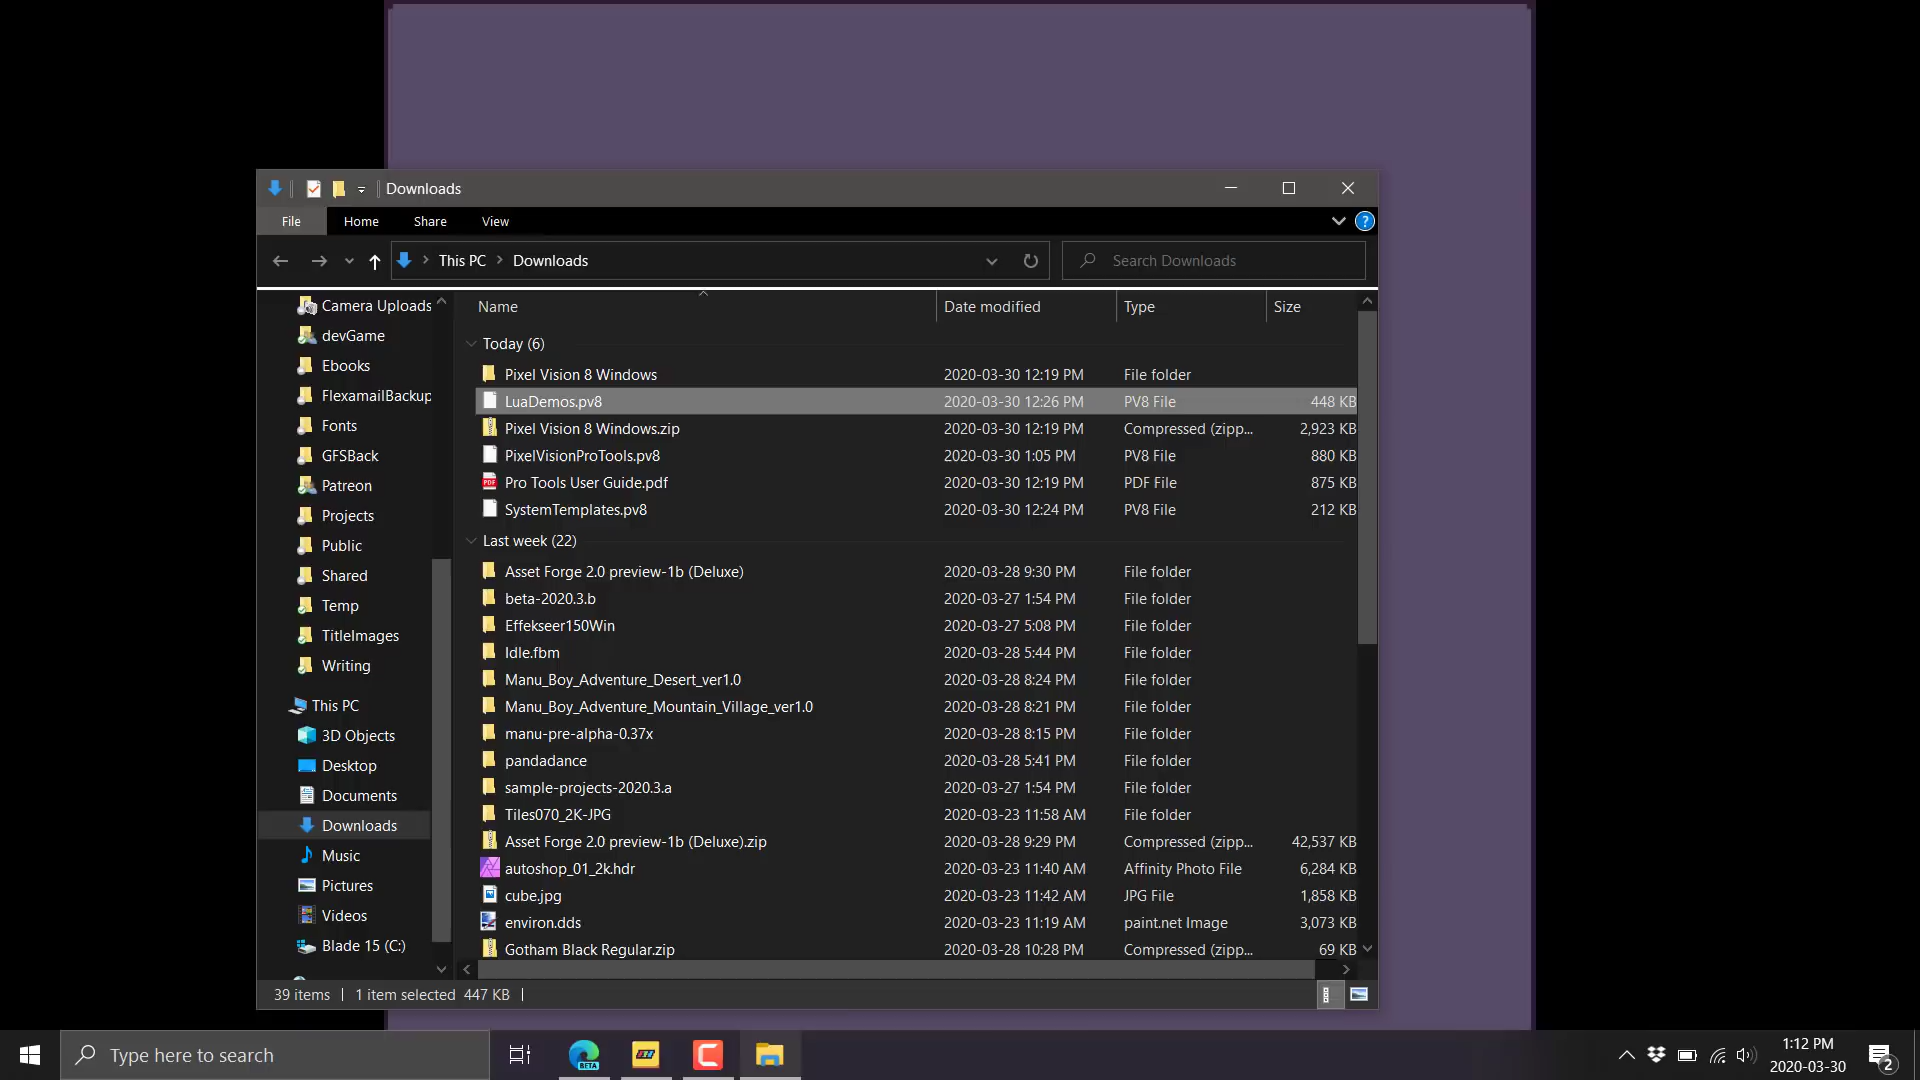 Downloads
File Home Share View
This PC Downloads
Search Downloads
Camera Uploads
devGame
Ebooks
FlexamailBackup
Fonts
GFSBack
Patreon
Projects
Public
Shared
Temp
TitleImages
Writing
This PC
3D Objects
Desktop
Documents
Downloads
Music
Pictures
Videos
Blade 15 (C:)
Name Date modified Type Size
Today (6)
Pixel Vision 8 Windows 2020-03-30 12:19 PM File folder
LuaDemos.pv8 2020-03-30 12:26 PM PV8 File 448 KB
Pixel Vision 8 Windows.zip 2020-03-30 12:19 PM Compressed (zipp... 2,923 KB
PixelVisionProTools.pv8 2020-03-30 1:05 PM PV8 File 880 KB
Pro Tools User Guide.pdf 2020-03-30 12:19 PM PDF File 875 KB
SystemTemplates.pv8 2020-03-30 12:24 PM PV8 File 212 KB
Last week (22)
Asset Forge 2.0 preview-1b (Deluxe) 2020-03-28 9:30 PM File folder
beta-2020.3.b 2020-03-27 1:54 PM File folder
Effekseer150Win 2020-03-27 5:08 PM File folder
Idle.fbm 2020-03-28 5:44 PM File folder
Manu_Boy_Adventure_Desert_ver1.0 2020-03-28 8:24 PM File folder
Manu_Boy_Adventure_Mountain_Village_ver1.0 2020-03-28 8:21 PM File folder
manu-pre-alpha-0.37x 2020-03-28 8:15 PM File folder
pandadance 2020-03-28 5:41 PM File folder
sample-projects-2020.3.a 2020-03-27 1:54 PM File folder
Tiles070_2K-JPG 2020-03-23 11:58 AM File folder
Asset Forge 2.0 preview-1b (Deluxe).zip 2020-03-28 9:29 PM Compressed (zipp... 42,537 KB
autoshop_01_2k.hdr 2020-03-23 11:40 AM Affinity Photo File 6,284 KB
cube.jpg 2020-03-23 11:42 AM JPG File 1,858 KB
environ.dds 2020-03-23 11:19 AM paint.net Image 3,073 KB
Gotham Black Regular.zip 2020-03-28 10:28 PM Compressed (zipp... 69 KB
39 items 1 item selected 447 KB
Type here to search
BETA
1:12 PM
2020-03-30
2